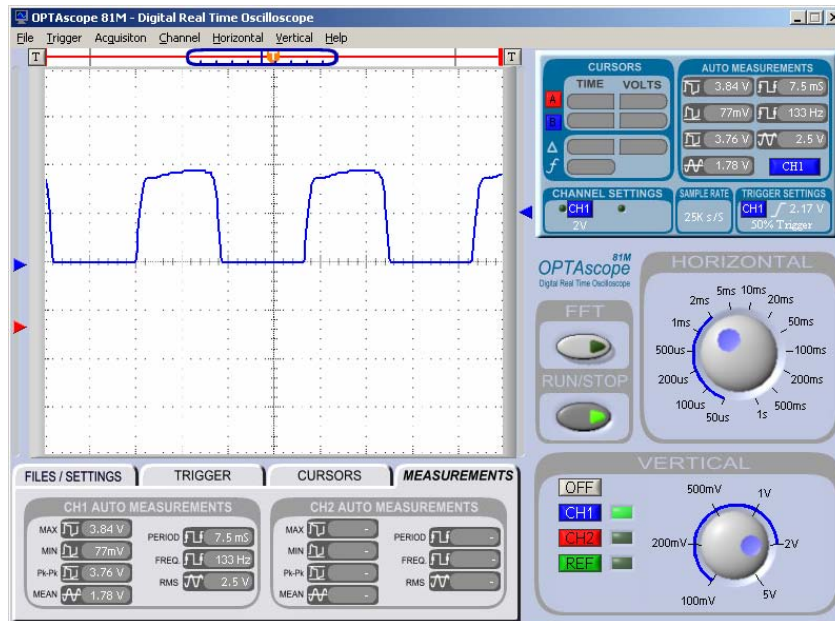 OPTAscope 81M - Digital Real Time Oscilloscope
File Trigger Acquisiton Channel Horizontal Vertical Help
T T T
CURSORS
TIME VOLTS
A
B
Δ
f
AUTO MEASUREMENTS
3.84 V 7.5 mS
77mV 133 Hz
3.76 V 2.5 V
1.78 V CH1
CHANNEL SETTINGS
CH1
2V
SAMPLE RATE
25K s/S
TRIGGER SETTINGS
CH1 2.17 V
50% Trigger
81M
OPTAscope
Digital Real Time Oscilloscope
FFT
RUN/STOP
HORIZONTAL
5ms 10ms
2ms 20ms
1ms 50ms
500us 100ms
200us 200ms
100us 500ms
50us 1s
FILES / SETTINGS TRIGGER CURSORS MEASUREMENTS
CH1 AUTO MEASUREMENTS
MAX 3.84 V PERIOD 7.5 mS
MIN 77mV FREQ. 133 Hz
Pk-Pk 3.76 V RMS 2.5 V
MEAN 1.78 V
CH2 AUTO MEASUREMENTS
MAX - PERIOD -
MIN - FREQ. -
Pk-Pk - RMS -
MEAN -
VERTICAL
OFF
CH1
CH2
REF
500mV 1V
200mV 2V
100mV 5V